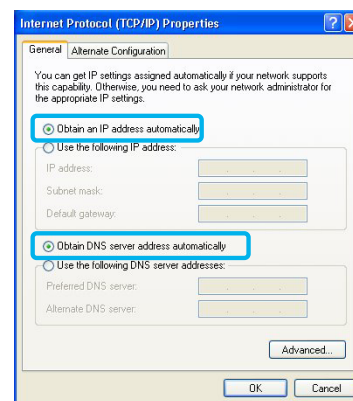 Internet Protocol (TCP/IP) Properties
General Alternate Configuration
You can get IP settings assigned automatically if your network supports
this capability. Otherwise, you need to ask your network administrator for
the appropriate IP settings.
Obtain an IP address automatically
Use the following IP address:
IP address:
Subnet mask:
Default gateway:
Obtain DNS server address automatically
Use the following DNS server addresses:
Preferred DNS server:
Alternate DNS server:
Advanced...
OK Cancel